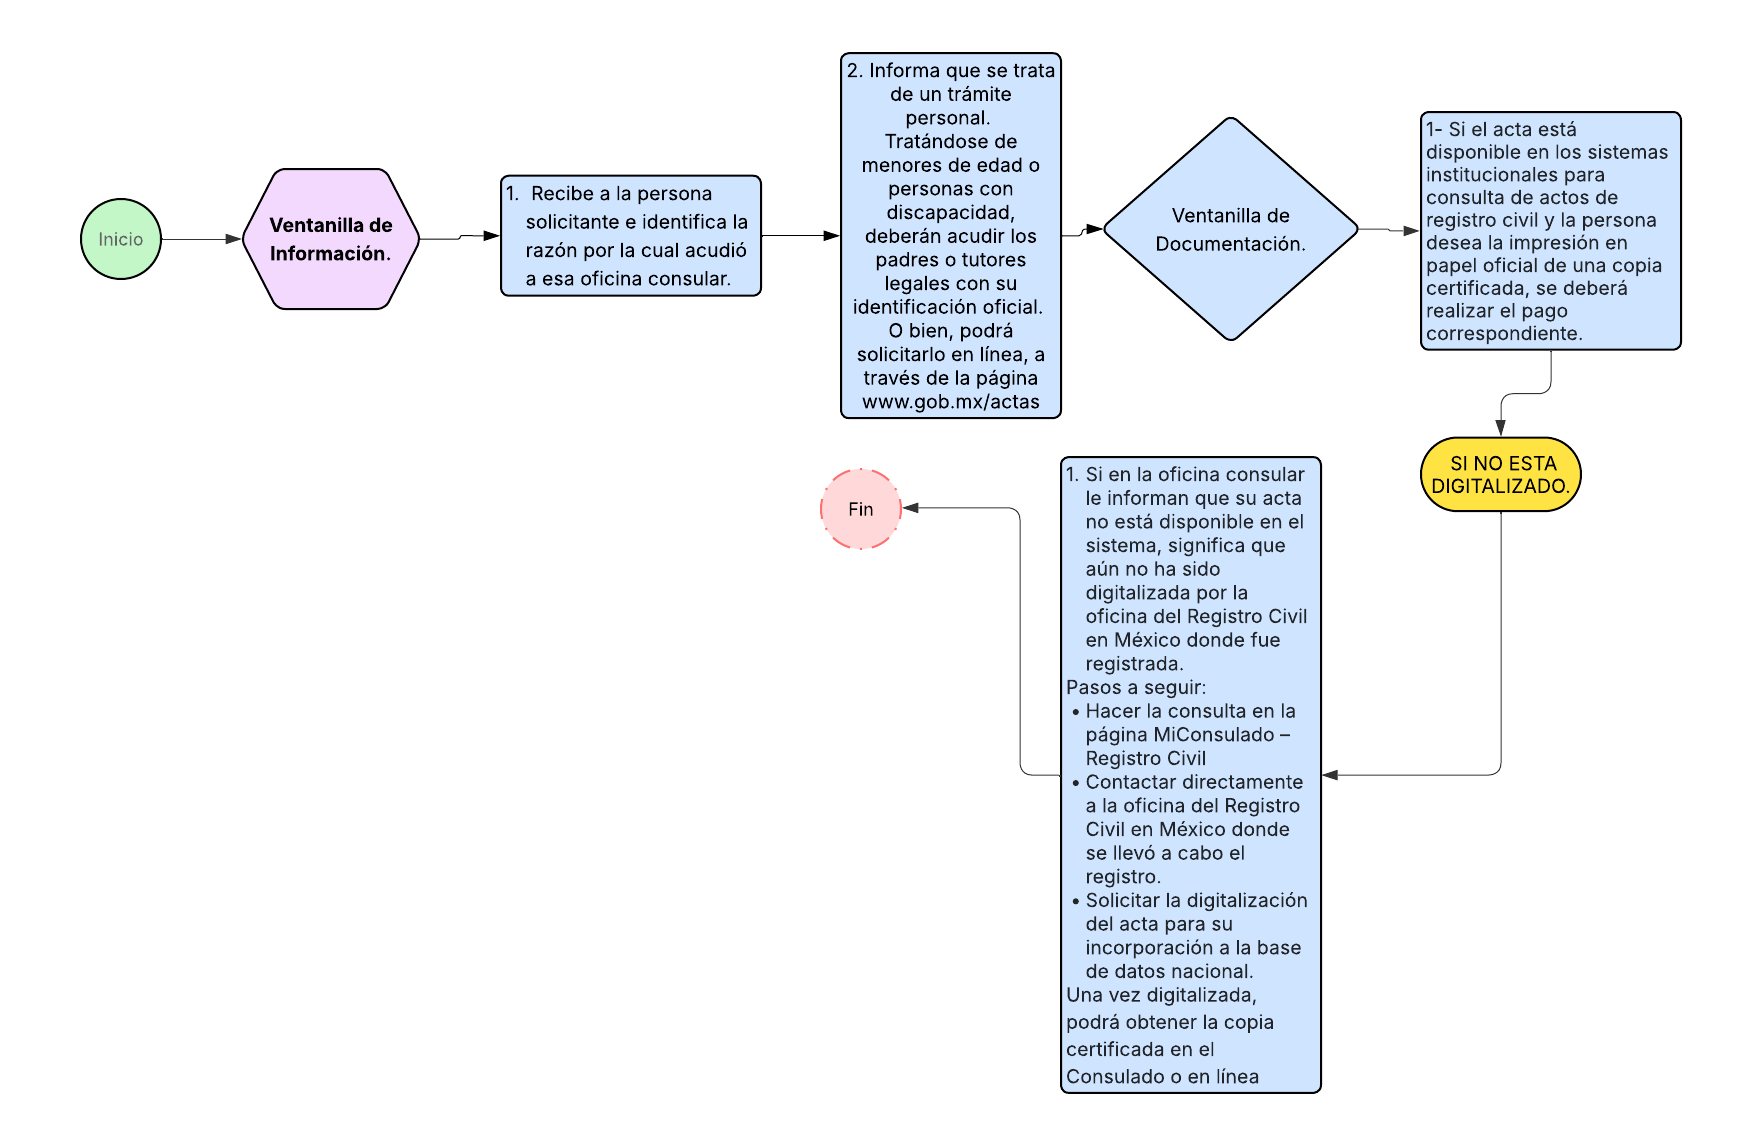 Inicio
Ventanilla de
Información.
1. Recibe a la persona
solicitante e identifica la
razón por la cual acudió
a esa oficina consular.
2. Informa que se trata
de un trámite
personal.
Tratándose de
menores de edad o
personas con
discapacidad,
deberán acudir los
padres o tutores
legales con su
identificación oficial.
O bien, podrá
solicitarlo en línea, a
través de la página
www.gob.mx/actas
Ventanilla de
Documentación.
1- Si el acta está
disponible en los sistemas
institucionales para
consulta de actos de
registro civil y la persona
desea la impresión en
papel oficial de una copia
certificada, se deberá
realizar el pago
correspondiente.
SI NO ESTA
DIGITALIZADO.
1. Si en la oficina consular
le informan que su acta
no está disponible en el
sistema, significa que
aún no ha sido
digitalizada por la
oficina del Registro Civil
en México donde fue
registrada.
Pasos a seguir:
• Hacer la consulta en la
página MiConsulado –
Registro Civil
• Contactar directamente
a la oficina del Registro
Civil en México donde
se llevó a cabo el
registro.
• Solicitar la digitalización
del acta para su
incorporación a la base
de datos nacional.
Una vez digitalizada,
podrá obtener la copia
certificada en el
Consulado o en línea
Fin